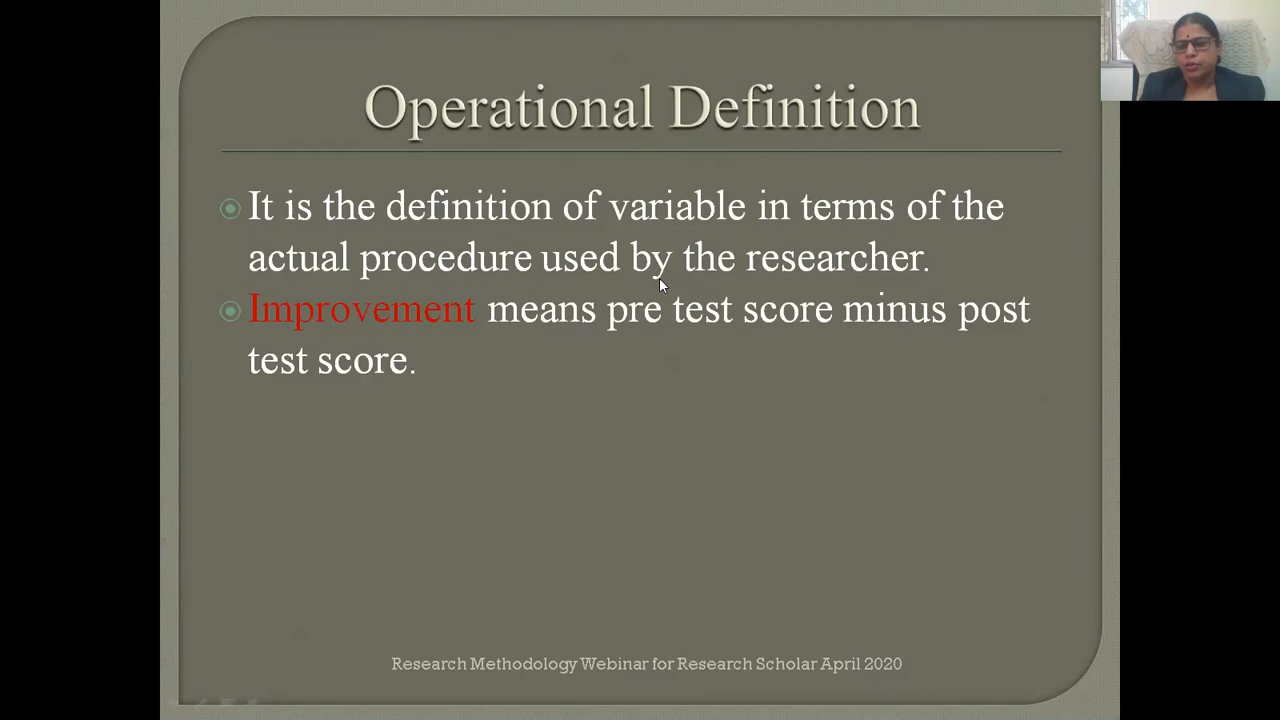 Operational Definition
It is the definition of variable in terms of the
actual procedure used by the researcher.
Improvement means pre test score minus post
test score.
Research Methodology Webinar for Research Scholar April 2020